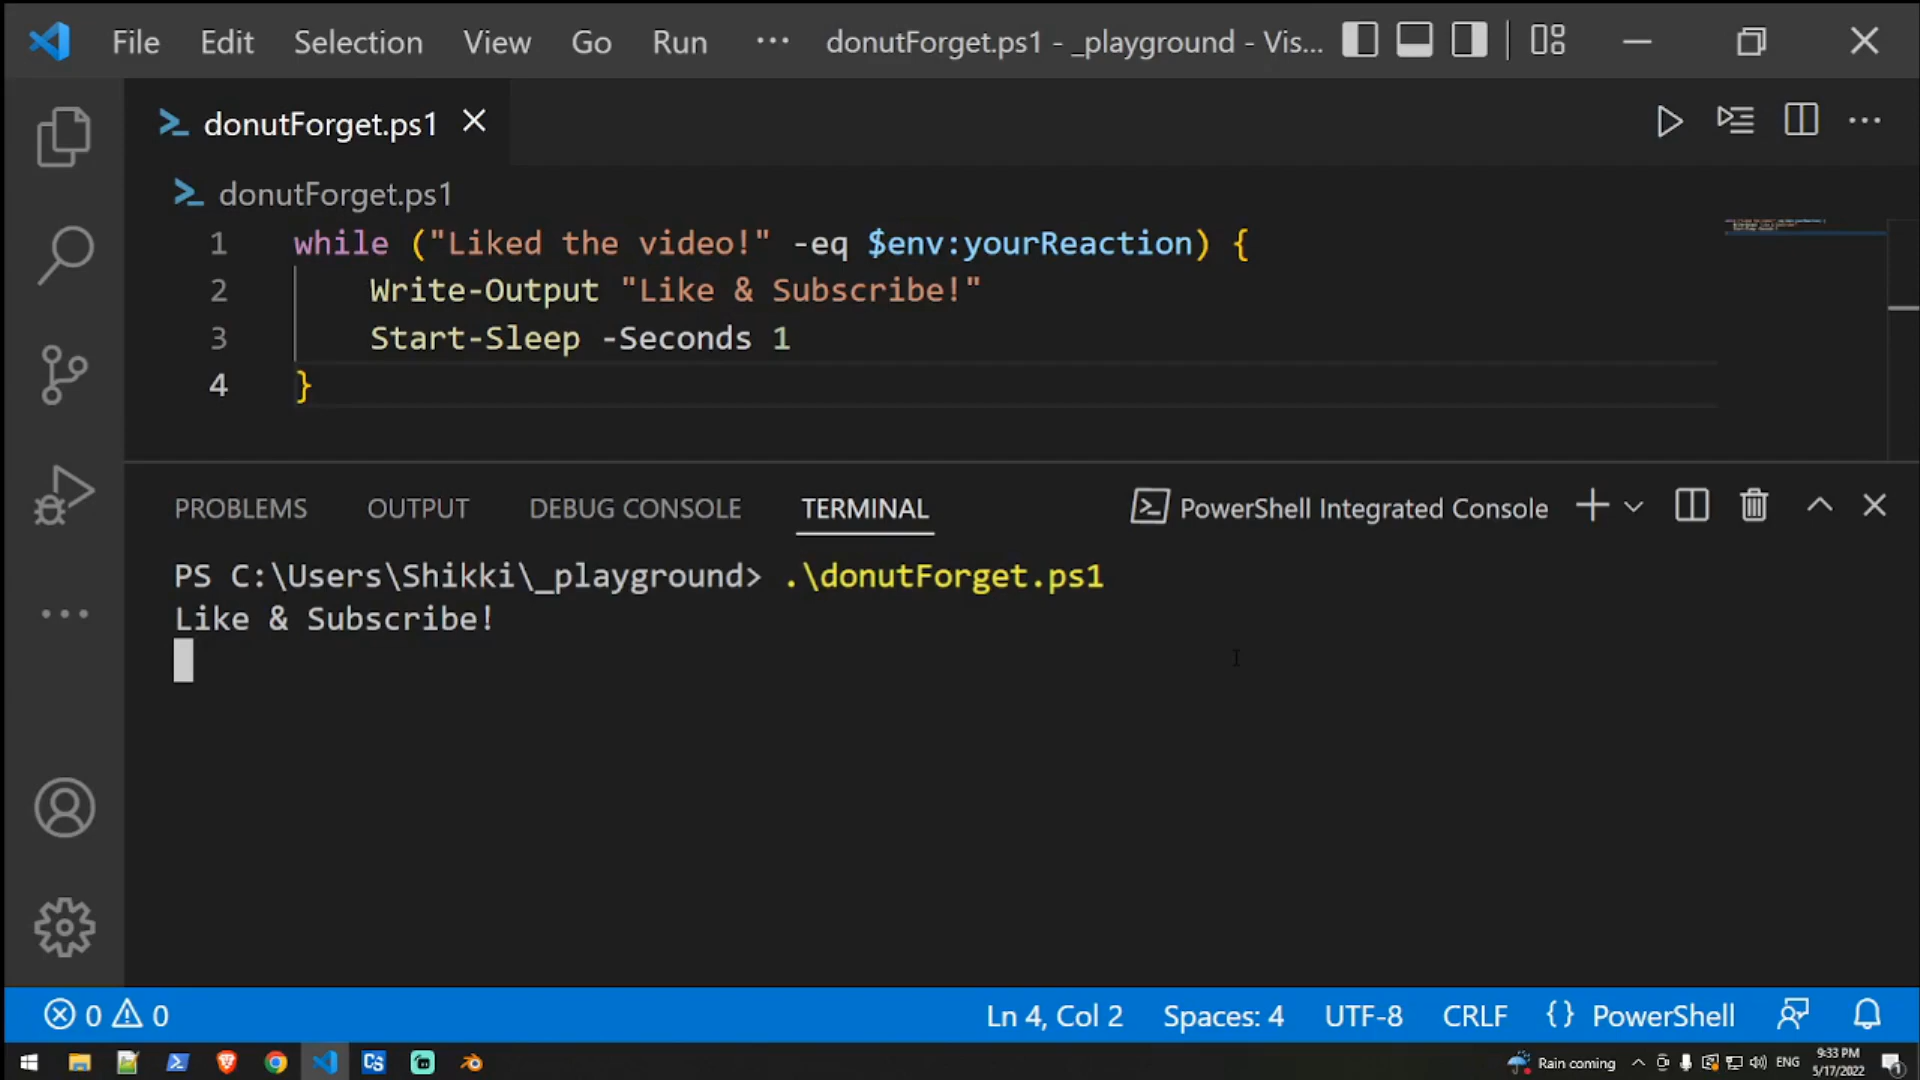 File Edit Selection View Go Run ··· donutForget.ps1 - _playground - Vis...
donutForget.ps1
donutForget.ps1
1 while ("Liked the video!" -eq $env:yourReaction) {
2 Write-Output "Like & Subscribe!"
3 Start-Sleep -Seconds 1
4 }
PROBLEMS OUTPUT DEBUG CONSOLE TERMINAL PowerShell Integrated Console
PS C:\Users\Shikki\_playground> .\donutForget.ps1
Like & Subscribe!
0 0 Ln 4, Col 2 Spaces: 4 UTF-8 CRLF {} PowerShell
Rain coming ENG 9:33 PM
5/17/2022 1